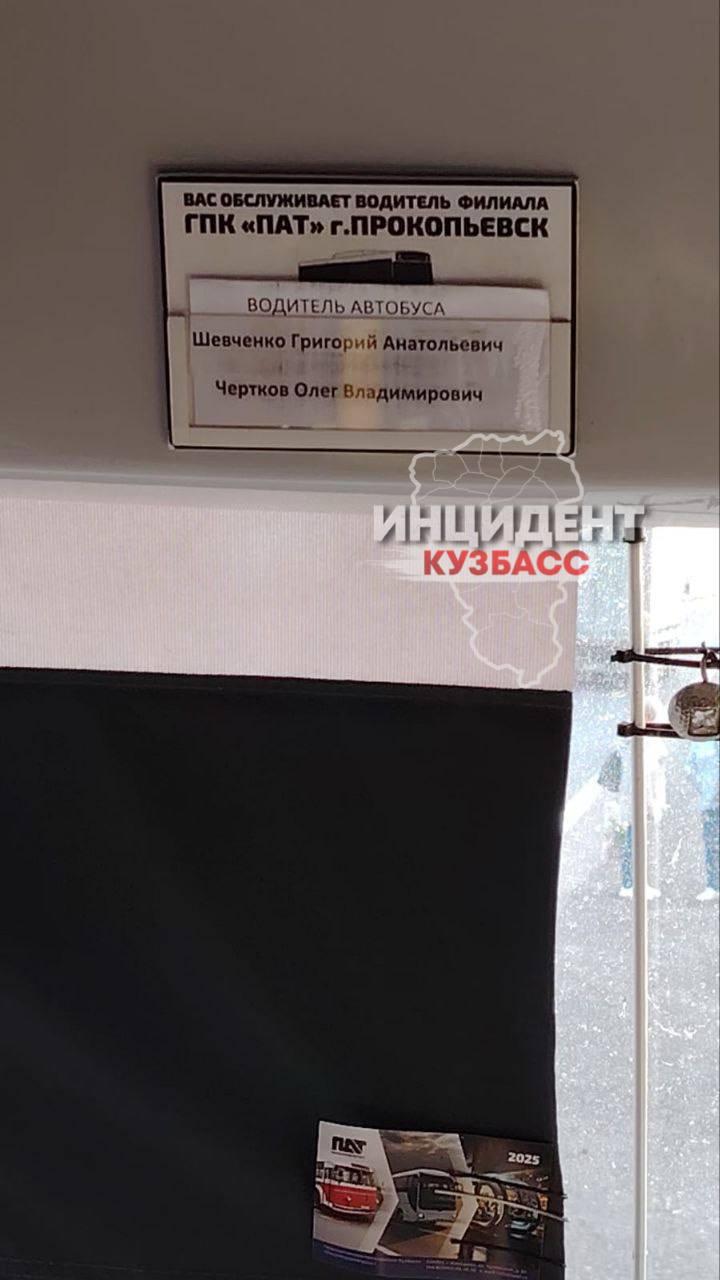 ВАС ОБСЛУЖИВАЕТ ВОДИТЕЛЬ ФИЛИАЛА
ГПК «ПАТ» г.ПРОКОПЬЕВСК
ВОДИТЕЛЬ АВТОБУСА
Шевченко Григорий Анатольевич
Чертков Олег Владимирович
ИНЦИДЕНТ
КУЗБАСС
ПАТ
2025